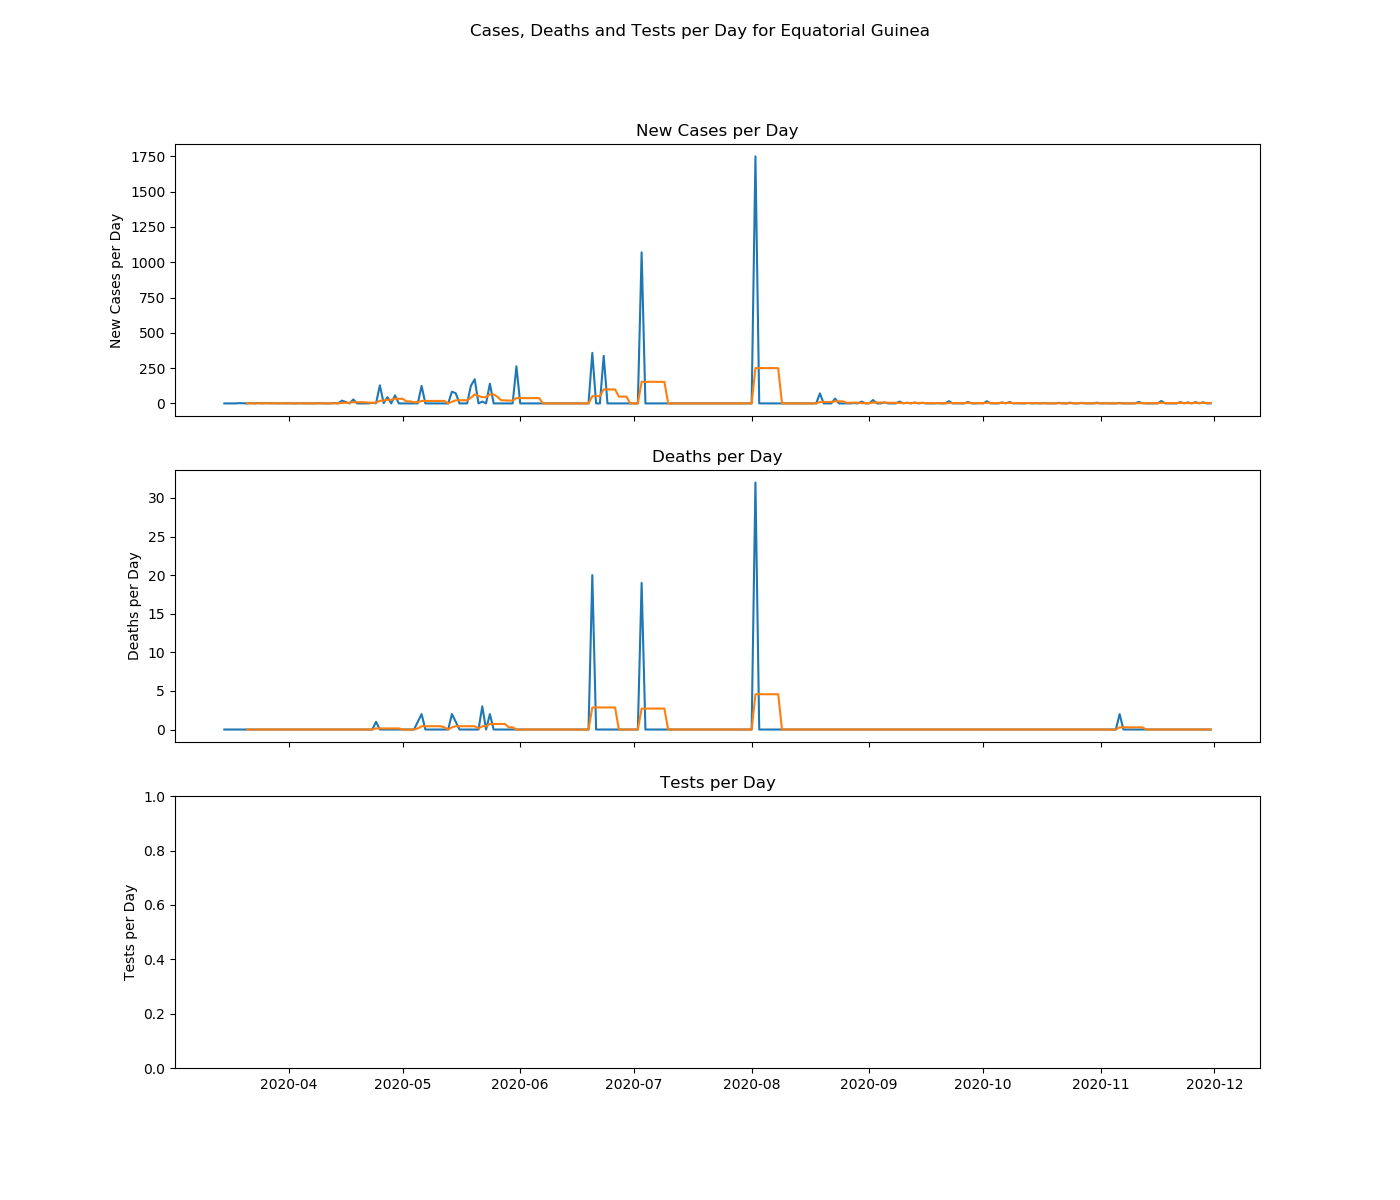 Cases, Deaths and Tests per Day for Equatorial Guinea
New Cases per Day
New Cases per Day
1750
1500
1250
1000
750
500
250
0
Deaths per Day
Deaths per Day
30
25
20
15
10
5
0
Tests per Day
Tests per Day
1.0
0.8
0.6
0.4
0.2
0.0
2020-04 2020-05 2020-06 2020-07 2020-08 2020-09 2020-10 2020-11 2020-12